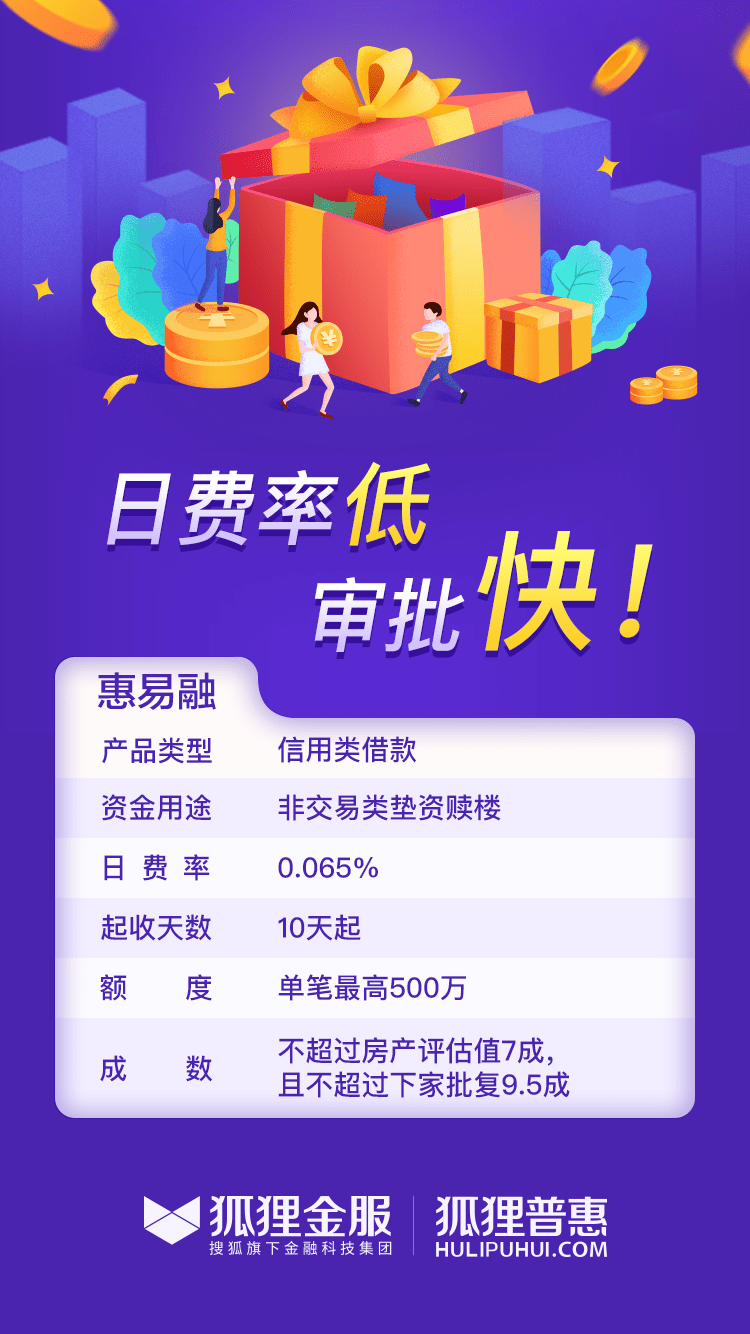 日费率低
审批快！
惠易融
产品类型 信用类借款
资金用途 非交易类垫资赎楼
日费率 0.065%
起收天数 10天起
额度 单笔最高500万
成数 不超过房产评估值7成，
且不超过下家批复9.5成
狐狸金服 狐狸普惠
搜狐旗下金融科技集团 HULIPUHUI.COM